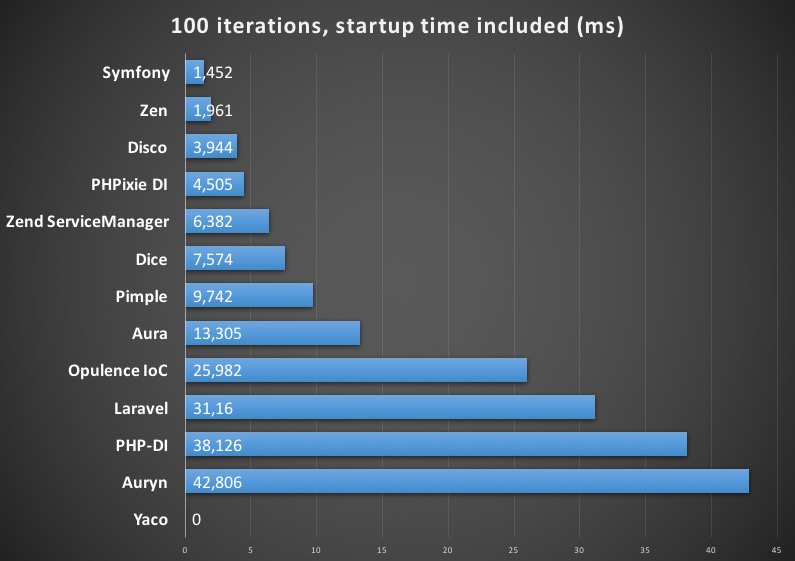 100 iterations, startup time included (ms)
Symfony 1,452
Zen 1,961
Disco 3,944
PHPixie DI 4,505
Zend ServiceManager 6,382
Dice 7,574
Pimple 9,742
Aura 13,305
Opulence IoC 25,982
Laravel 31,16
PHP-DI 38,126
Auryn 42,806
Yaco 0
0 5 10 15 20 25 30 35 40 45